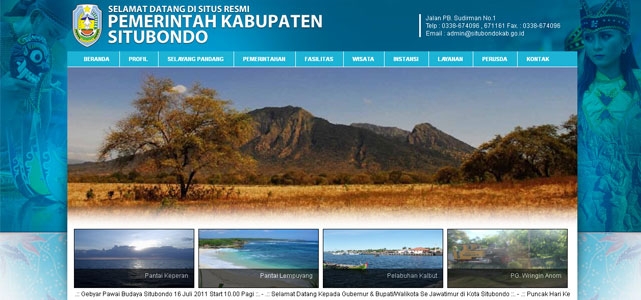 SELAMAT DATANG DI SITUS RESMI
PEMERINTAH KABUPATEN
SITUBONDO
Jalan PB. Sudirman No.1
Telp : 0338-674096 , 671161 Fax. : 0338-674096
Email : admin@situbondokab.go.id
BERANDA PROFIL SELAYANG PANDANG PEMERINTAHAN FASILITAS WISATA INSTANSI LAYANAN PERUSDA KONTAK
Pantai Keperan Pantai Lempuyang Pelabuhan Kalbut PG. Wringin Anom
.:: Gebyar Pawai Budaya Situbondo 16 Juli 2011 Start 10.00 Pagi ::. - .:: Selamat Datang Kepada Gubernur & Bupati/Walikota Se Jawatimur di Kota Situbondo ::. - .:: Puncak Hari Ke